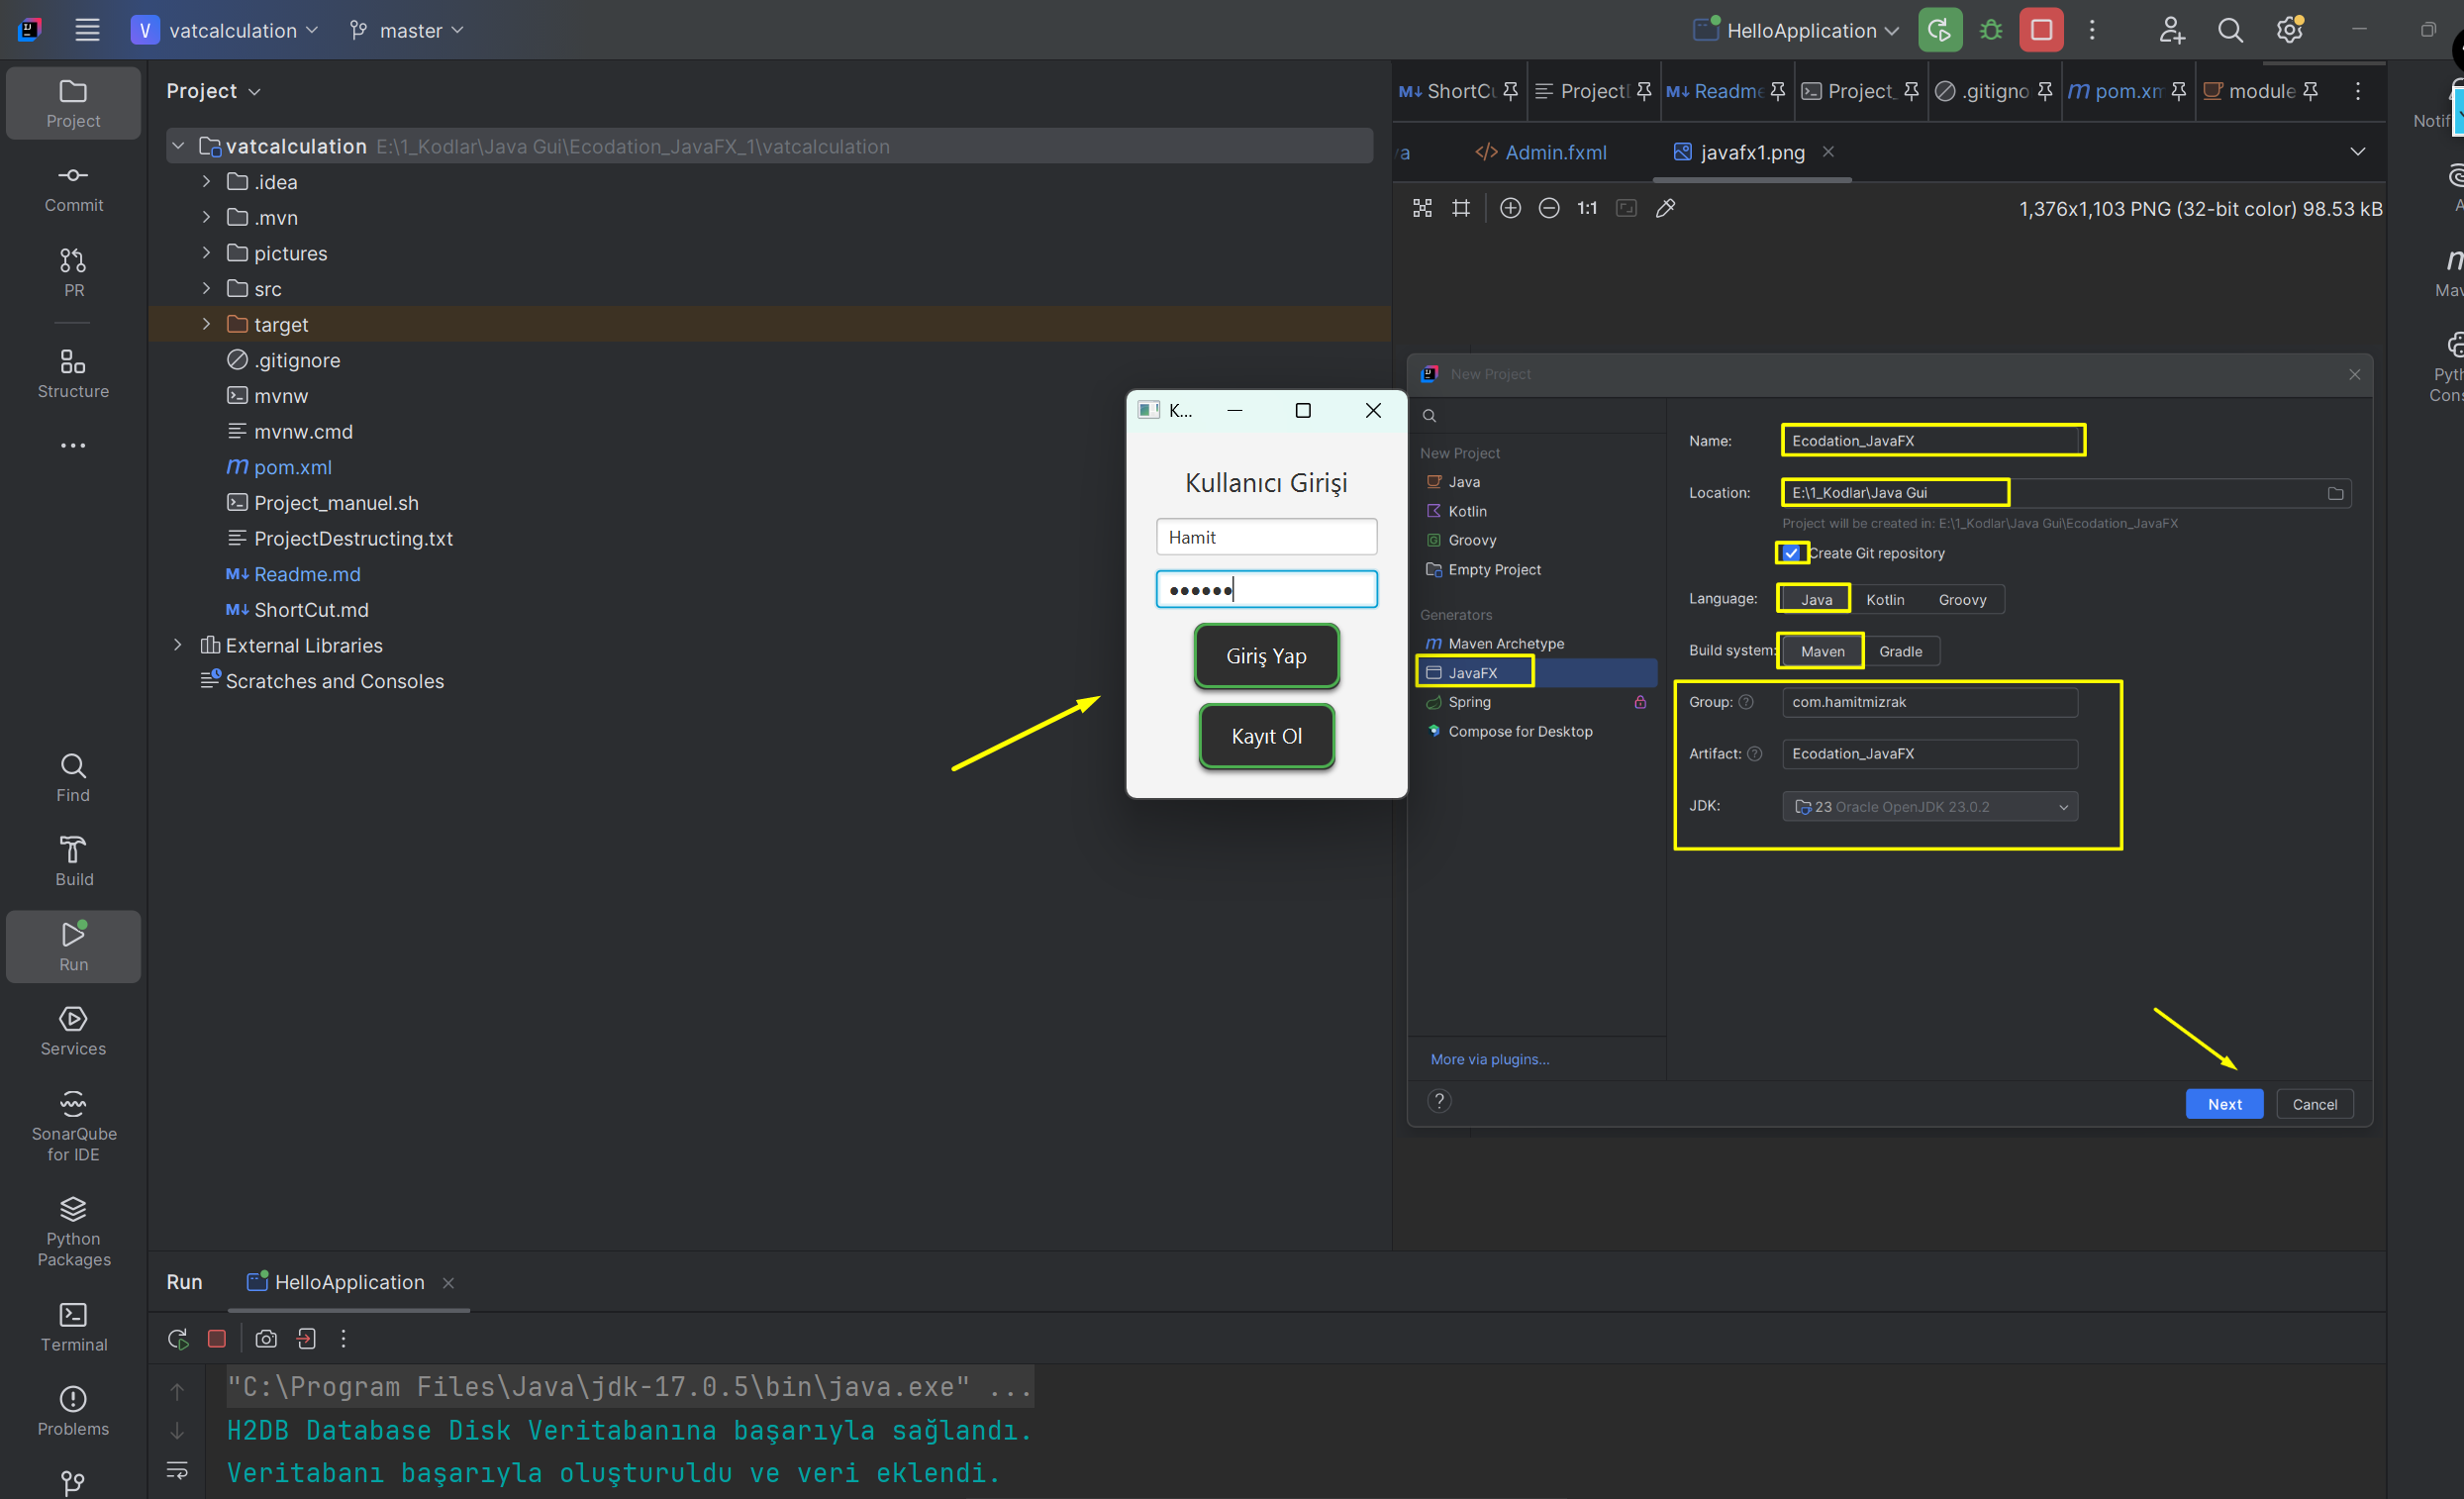 vatcalculation
master
HelloApplication
Project
Project
vatcalculation E:\1_Kodlar\Java Gui\Ecodation_JavaFX_1\vatcalculation
.idea
.mvn
pictures
src
target
.gitignore
mvnw
mvnw.cmd
pom.xml
Project_manuel.sh
ProjectDestructing.txt
Readme.md
ShortCut.md
External Libraries
Scratches and Consoles
Commit
PR
Structure
Find
Build
Run
Services
SonarQube
for IDE
Python
Packages
Terminal
Problems
ShortCu
Project
Readme
Project_
.gitigno
pom.xm
module
Admin.fxml
javafx1.png
1:1
1,376x1,103 PNG (32-bit color) 98.53 kB
K...
Kullanıcı Girişi
Hamit
Giriş Yap
Kayıt Ol
New Project
New Project
Java
Kotlin
Groovy
Empty Project
Generators
Maven Archetype
JavaFX
Spring
Compose for Desktop
More via plugins...
Name: Ecodation_JavaFX
Location: E:\1_Kodlar\Java Gui
Project will be created in: E:\1_Kodlar\Java Gui\Ecodation_JavaFX
Create Git repository
Language: Java Kotlin Groovy
Build system: Maven Gradle
Group: com.hamitmizrak
Artifact: Ecodation_JavaFX
JDK: 23 Oracle OpenJDK 23.0.2
Next Cancel
Notif
Mav
Pyth
Cons
Run HelloApplication
"C:\Program Files\Java\jdk-17.0.5\bin\java.exe" ...
H2DB Database Disk Veritabanına başarıyla sağlandı.
Veritabanı başarıyla oluşturuldu ve veri eklendi.